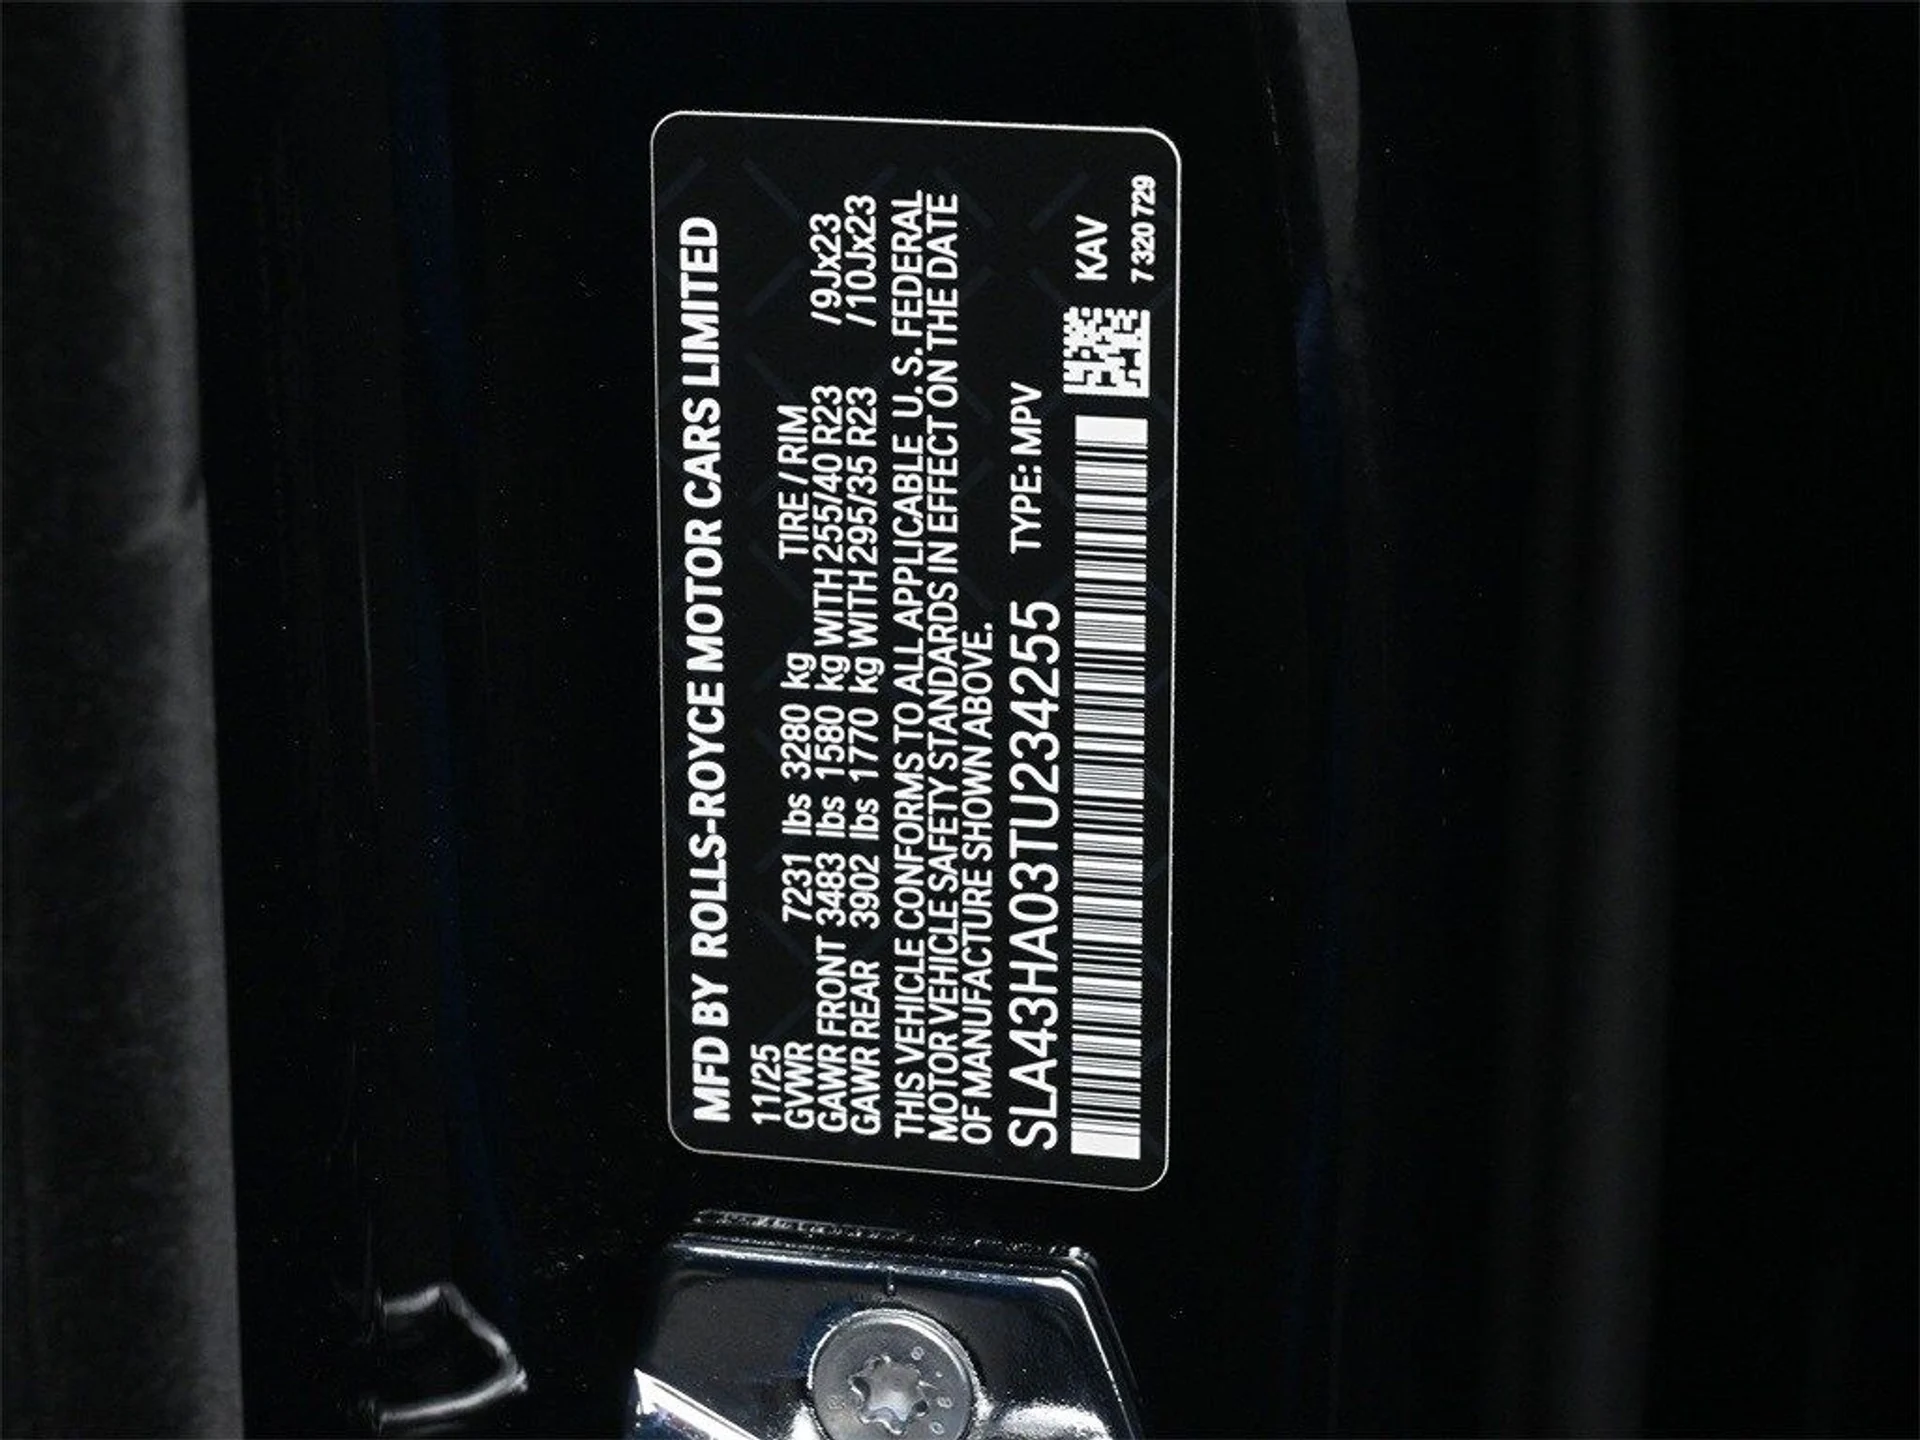 MFD BY ROLLS-ROYCE MOTOR CARS LIMITED
11/25
GVWR 7231 lbs 3280 kg TIRE / RIM
GAWR FRONT 3483 lbs 1580 kg WITH 255/40 R23 /9Jx23
GAWR REAR 3902 lbs 1770 kg WITH 295/35 R23 /10Jx23
THIS VEHICLE CONFORMS TO ALL APPLICABLE U. S. FEDERAL
MOTOR VEHICLE SAFETY STANDARDS IN EFFECT ON THE DATE
OF MANUFACTURE SHOWN ABOVE.
SLA43HA03TU234255 TYPE: MPV
KAV
7 320 729